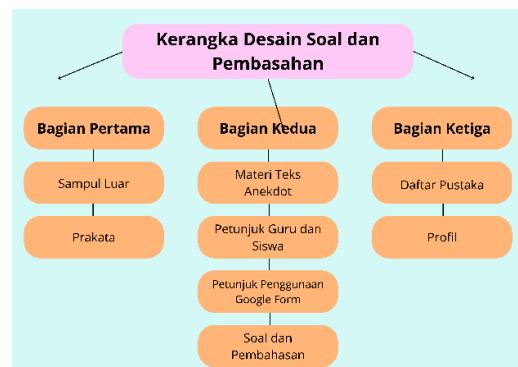 Kerangka Desain Soal dan
Pembasahan
Bagian Pertama
Sampul Luar
Prakata
Bagian Kedua
Materi Teks
Anekdot
Petunjuk Guru dan
Siswa
Petunjuk Penggunaan
Google Form
Soal dan
Pembahasan
Bagian Ketiga
Daftar Pustaka
Profil